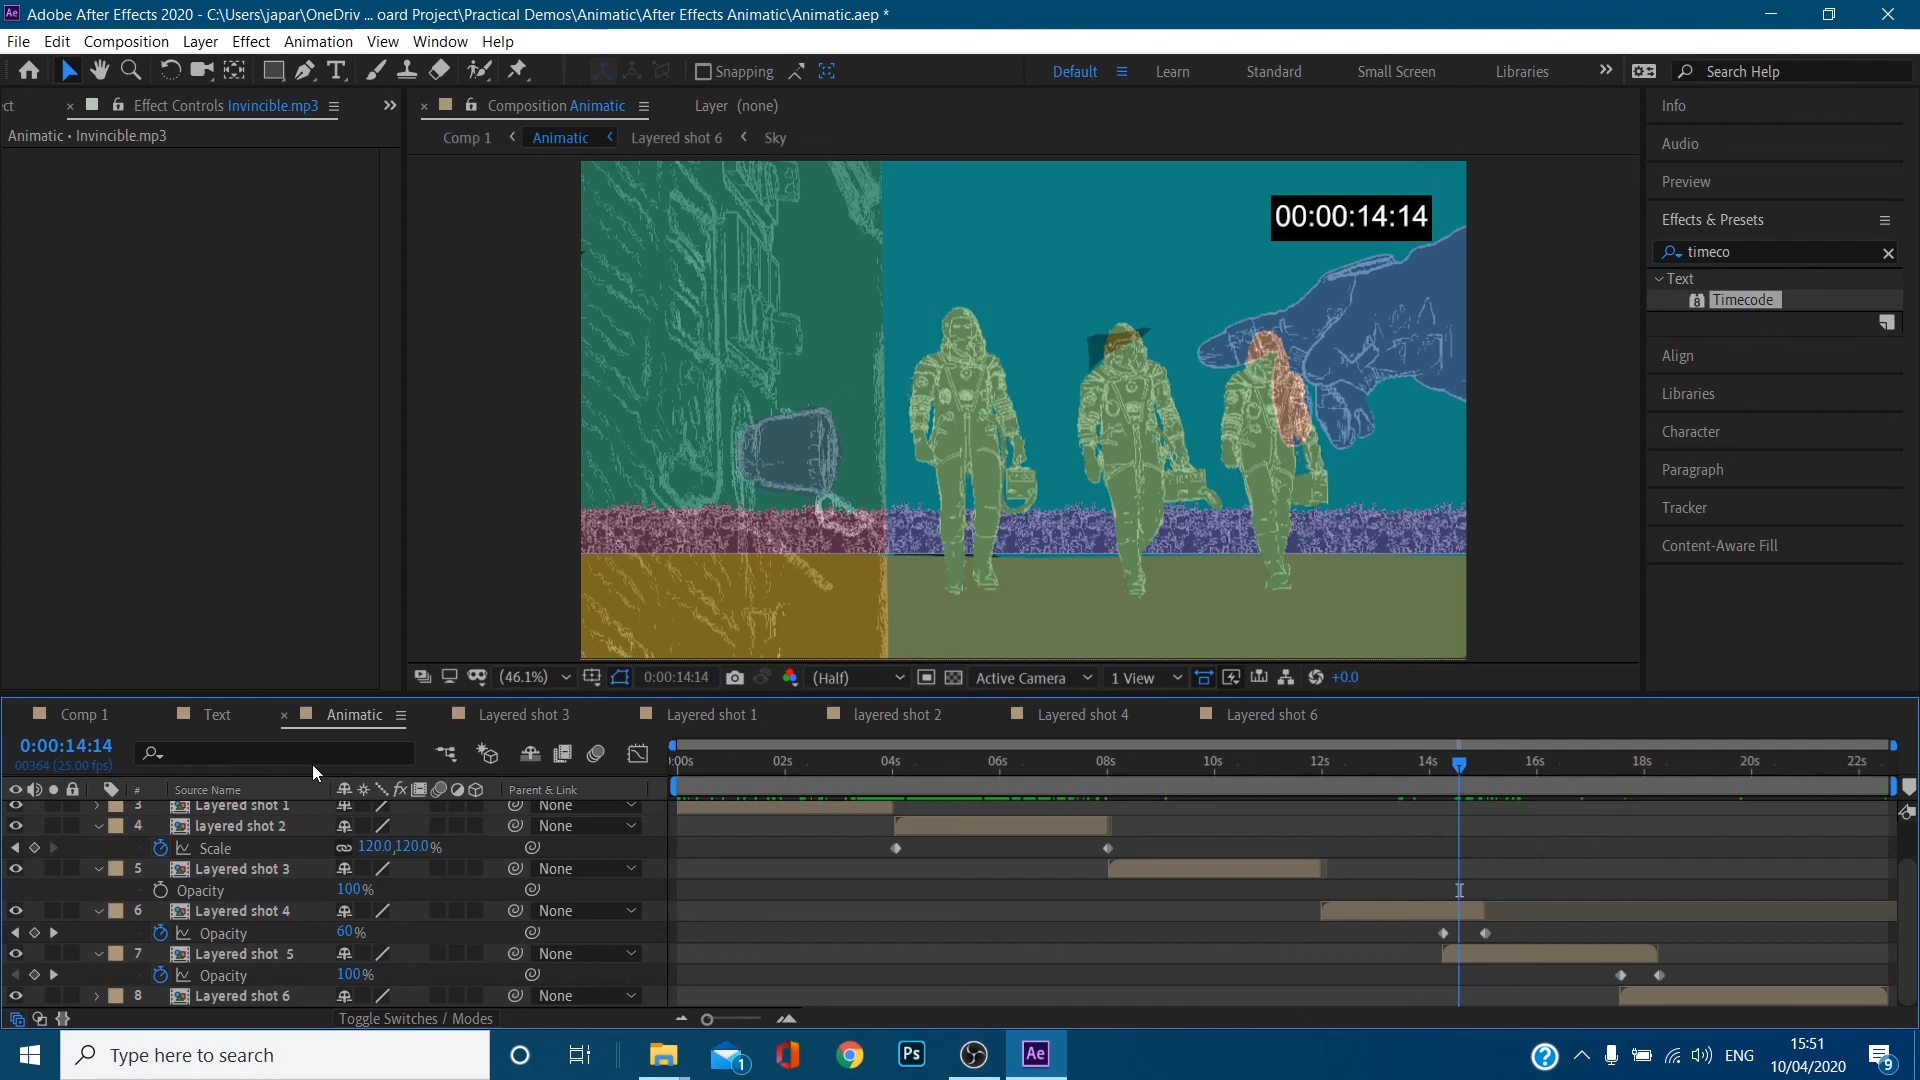 Ae Adobe After Effects 2020 - C:\Users\japar\OneDriv ... oard Project\Practical Demos\Animatic\After Effects Animatic\Animatic.aep *
File Edit Composition Layer Effect Animation View Window Help
Snapping Default Learn Standard Small Screen Libraries Search Help
ct Effect Controls Invincible.mp3 Composition Animatic Layer (none) Info
Animatic • Invincible.mp3
Comp 1 Animatic Layered shot 6 Sky
Audio
Preview
Effects & Presets
timeco
Text
8 Timecode
Align
Libraries
Character
Paragraph
Tracker
Content-Aware Fill
00:00:14:14
(46.1%) 0:00:14:14 (Half) Active Camera 1 View +0.0
Comp 1 Text Animatic Layered shot 3 Layered shot 1 layered shot 2 Layered shot 4 Layered shot 6
0:00:14:14
00364 (25.00 fps)
:00s 02s 04s 06s 08s 10s 12s 14s 16s 18s 20s 22s
# Source Name fx Parent & Link
3 Layered shot 1 None
4 layered shot 2 None
Scale 120.0,120.0%
5 Layered shot 3 None
Opacity 100%
6 Layered shot 4 None
Opacity 60%
7 Layered shot 5 None
Opacity 100%
8 Layered shot 6 None
Toggle Switches / Modes
Type here to search 1 Ps Ae ENG 15:51
10/04/2020 9